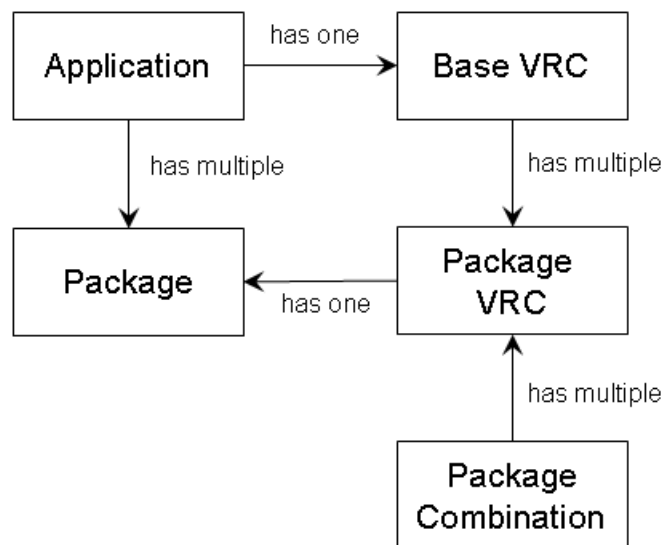 has one
Application
Base VRC
has multiple
has multiple
Package
Package
VRC
has one
has multiple
Package
Combination